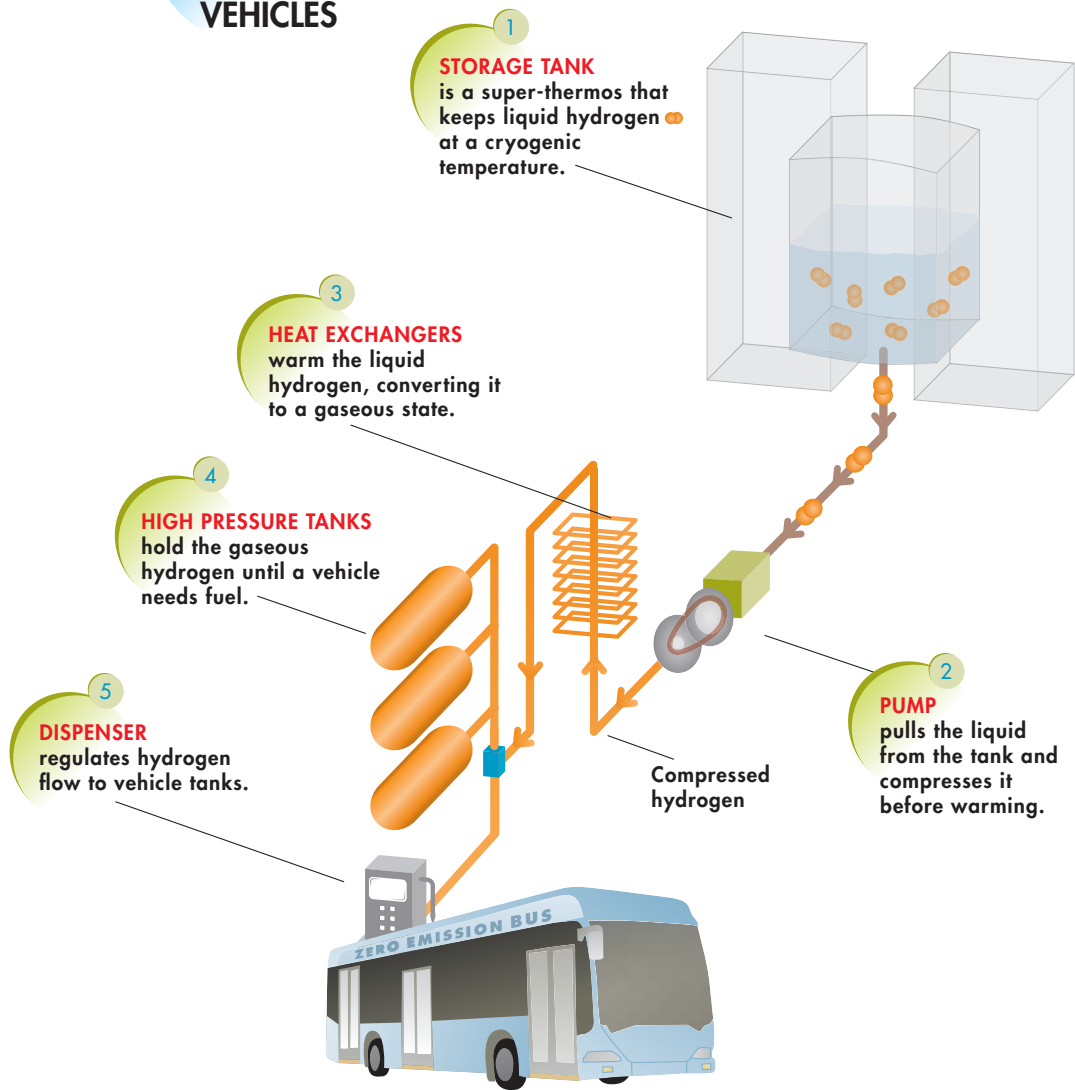 VEHICLES
1
STORAGE TANK
is a super-thermos that
keeps liquid hydrogen
at a cryogenic
temperature.
3
HEAT EXCHANGERS
warm the liquid
hydrogen, converting it
to a gaseous state.
4
HIGH PRESSURE TANKS
hold the gaseous
hydrogen until a vehicle
needs fuel.
2
PUMP
pulls the liquid
from the tank and
compresses it
before warming.
5
DISPENSER
regulates hydrogen
flow to vehicle tanks.
Compressed
hydrogen
ZERO EMISSION BUS